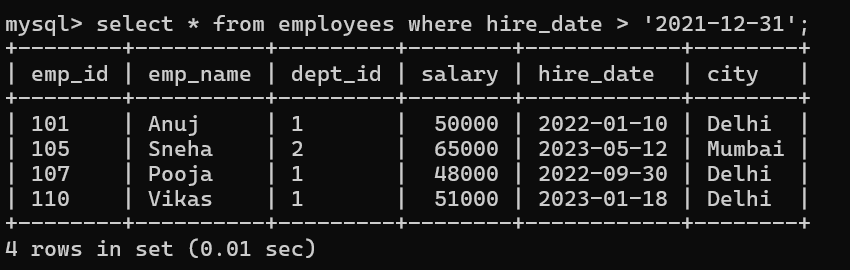 mysql> select * from employees where hire_date > '2021-12-31';
+--------+----------+---------+--------+------------+--------+
| emp_id | emp_name | dept_id | salary | hire_date  | city   |
+--------+----------+---------+--------+------------+--------+
| 101    | Anuj     | 1       |  50000 | 2022-01-10 | Delhi  |
| 105    | Sneha    | 2       |  65000 | 2023-05-12 | Mumbai |
| 107    | Pooja    | 1       |  48000 | 2022-09-30 | Delhi  |
| 110    | Vikas    | 1       |  51000 | 2023-01-18 | Delhi  |
+--------+----------+---------+--------+------------+--------+
4 rows in set (0.01 sec)